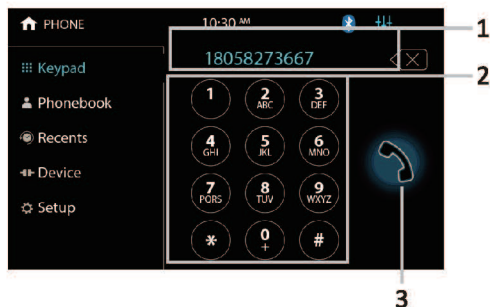 PHONE 10:30 AM
1
18058273667
2
Keypad
Phonebook
Recents
Device
Setup
1 2 ABC 3 DEF
4 GHI 5 JKL 6 MNO
7 PQRS 8 TUV 9 WXYZ
* 0 + #
3